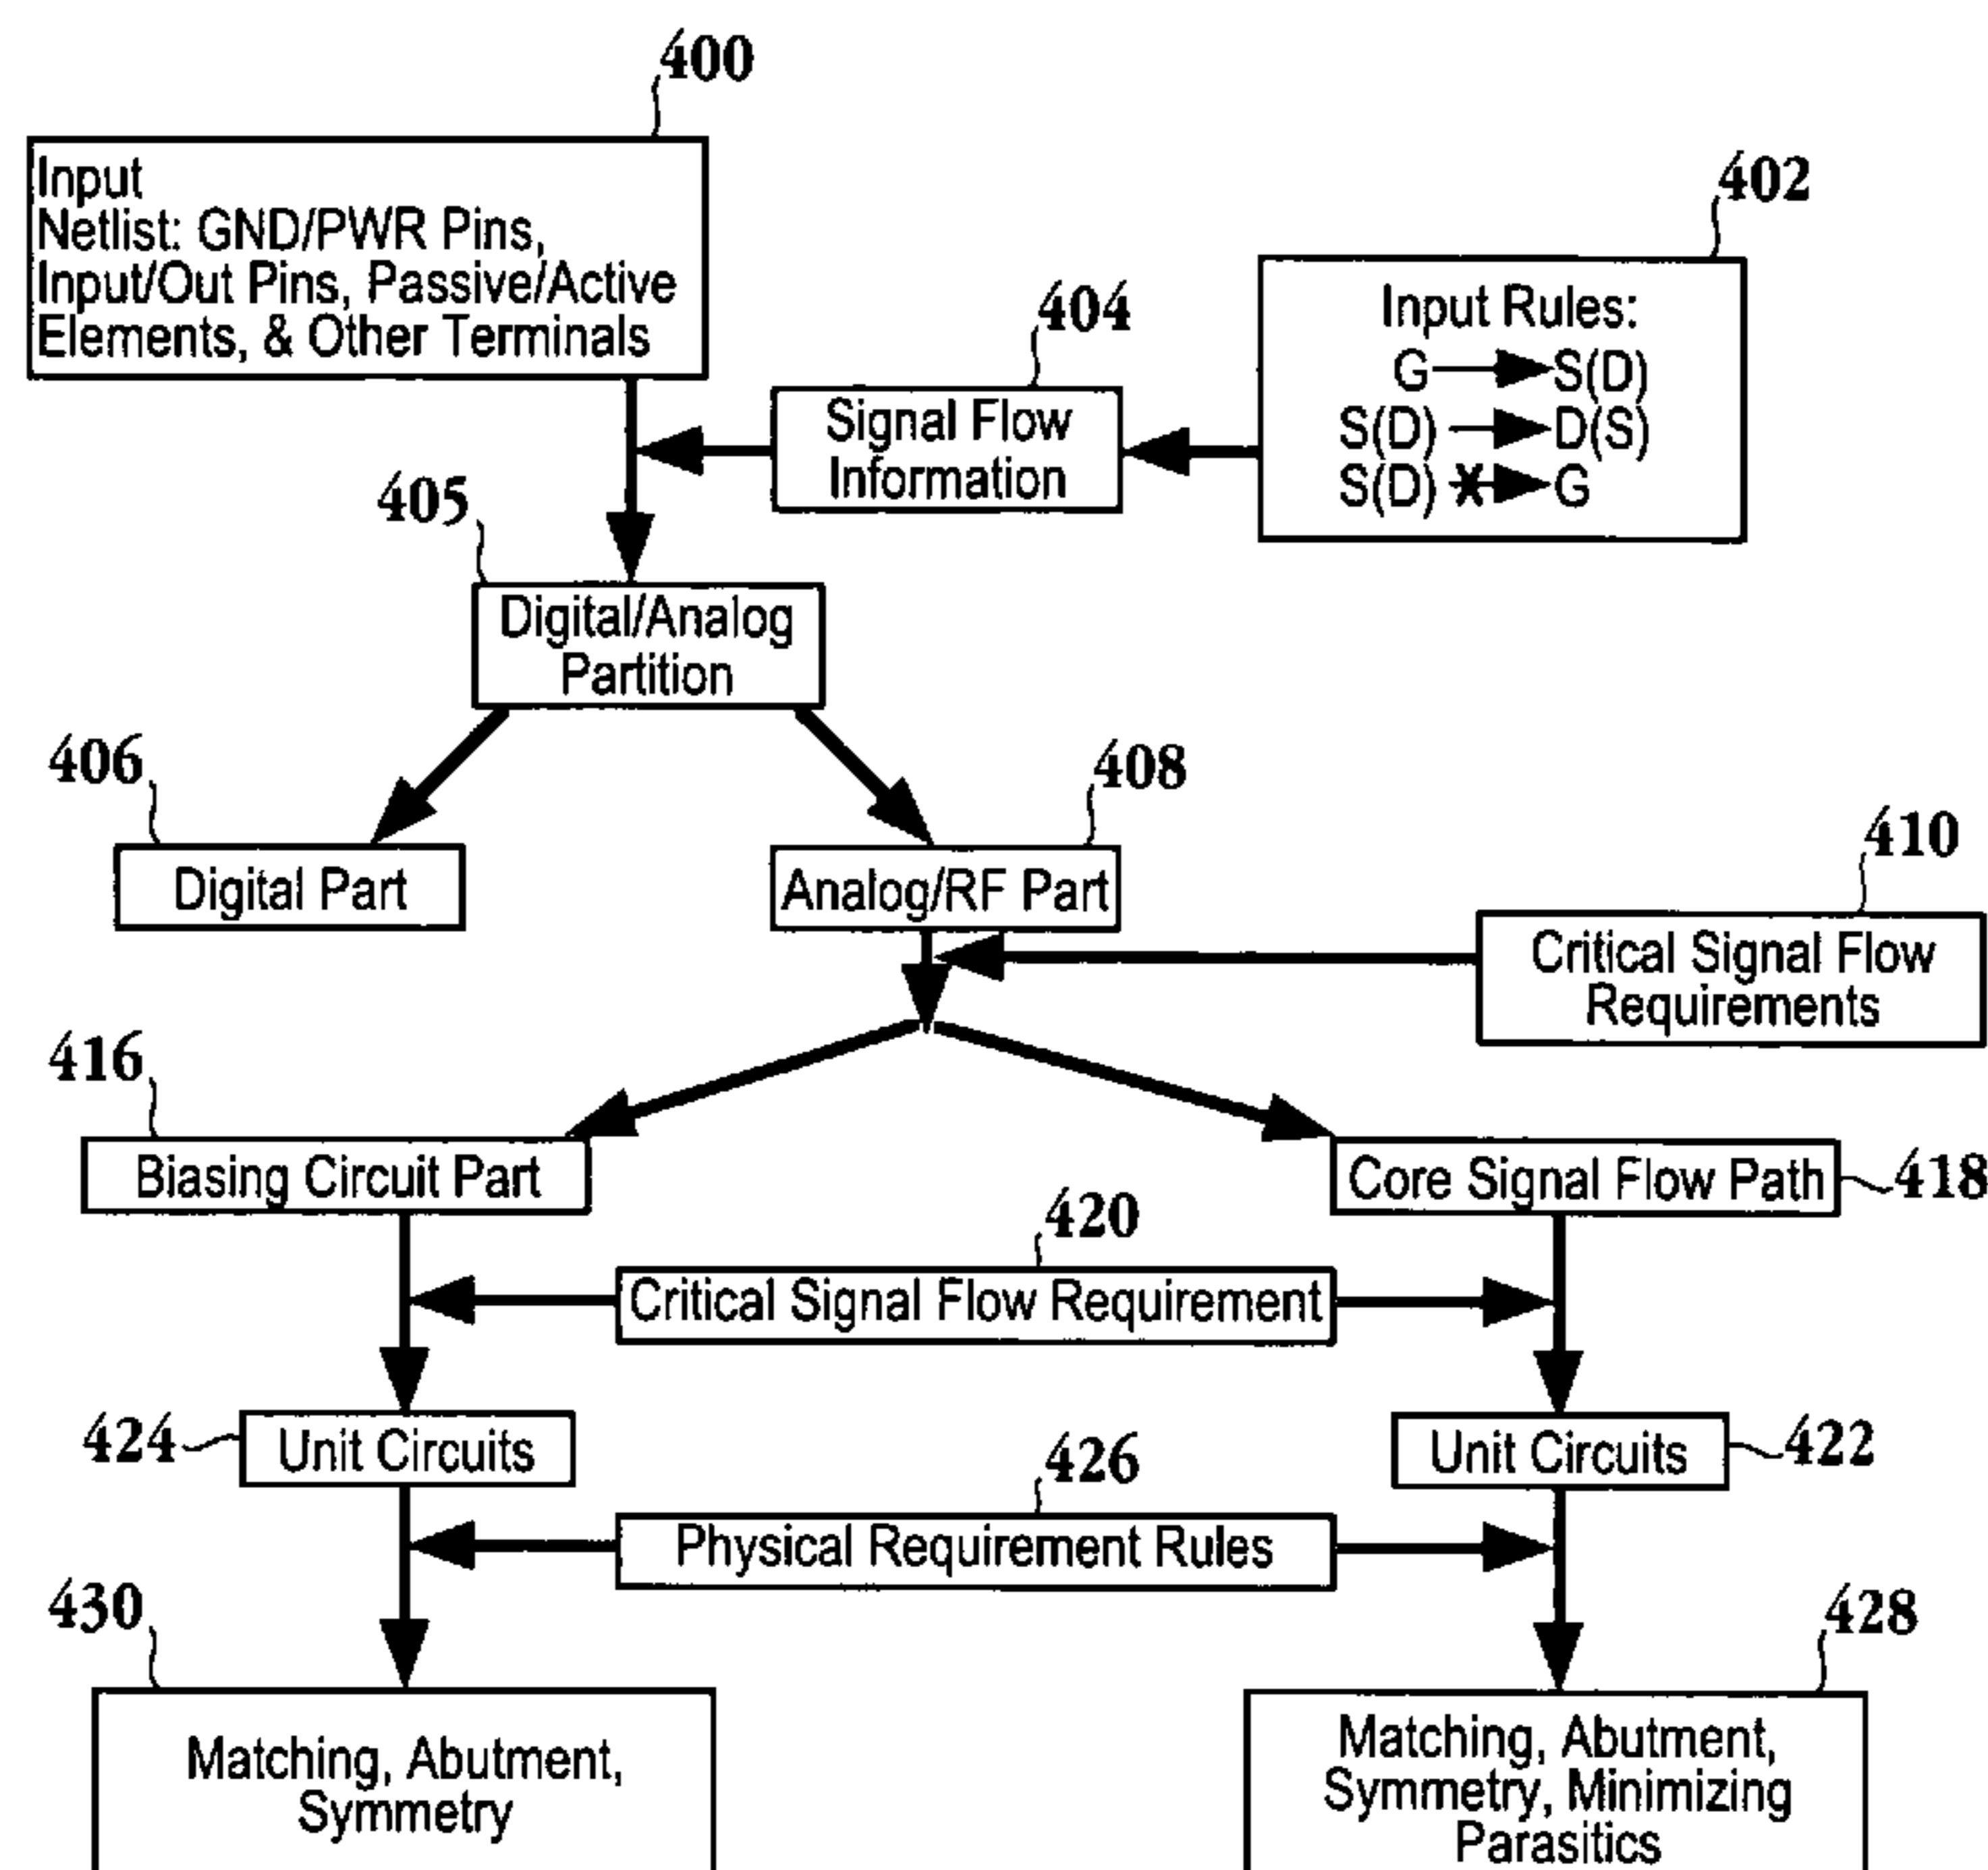 400
Input
Netlist: GND/PWR Pins,
Input/Out Pins, Passive/Active
Elements, & Other Terminals
402
Input Rules:
G → S(D)
S(D) → D(S)
S(D) *→ G
404
Signal Flow
Information
405
Digital/Analog
Partition
406
Digital Part
408
Analog/RF Part
410
Critical Signal Flow
Requirements
416
Biasing Circuit Part
Core Signal Flow Path
418
420
Critical Signal Flow Requirement
424
Unit Circuits
Unit Circuits
422
426
Physical Requirement Rules
430
Matching, Abutment,
Symmetry
428
Matching, Abutment,
Symmetry, Minimizing
Parasitics